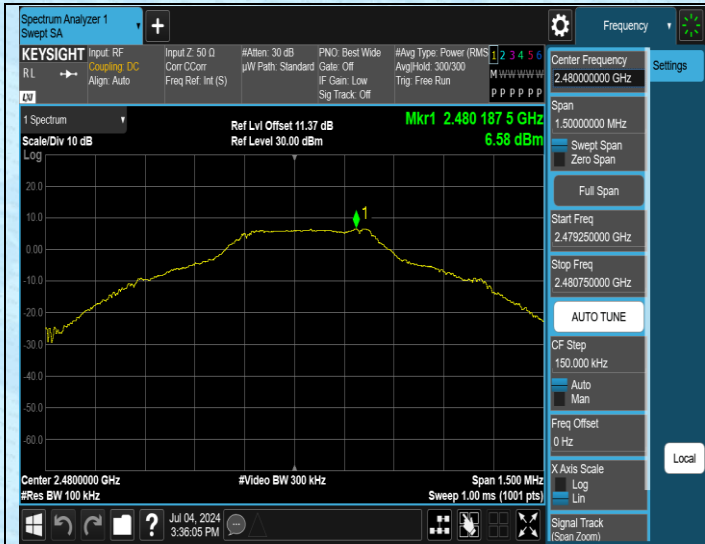 Spectrum Analyzer 1
Swept SA
+
Frequency
KEYSIGHT
RL
LXI
Input: RF
Coupling: DC
Align: Auto
Input Z: 50 Ω
Corr CCorr
Freq Ref: Int (S)
#Atten: 30 dB
µW Path: Standard
PNO: Best Wide
Gate: Off
IF Gain: Low
Sig Track: Off
#Avg Type: Power (RMS
Avg|Hold: 300/300
Trig: Free Run
1 2 3 4 5 6
M W W W W W
P P P P P P
1 Spectrum
Scale/Div 10 dB
Log
Ref Lvl Offset 11.37 dB
Ref Level 30.00 dBm
Mkr1 2.480 187 5 GHz
6.58 dBm
1
20.0
10.0
0.00
-10.0
-20.0
-30.0
-40.0
-50.0
-60.0
Center 2.4800000 GHz
#Res BW 100 kHz
#Video BW 300 kHz
Span 1.500 MHz
Sweep 1.00 ms (1001 pts)
Center Frequency
2.480000000 GHz
Settings
Span
1.50000000 MHz
Swept Span
Zero Span
Full Span
Start Freq
2.479250000 GHz
Stop Freq
2.480750000 GHz
AUTO TUNE
CF Step
150.000 kHz
Auto
Man
Freq Offset
0 Hz
X Axis Scale
Log
Lin
Local
Signal Track
(Span Zoom)
?
Jul 04, 2024
3:36:05 PM